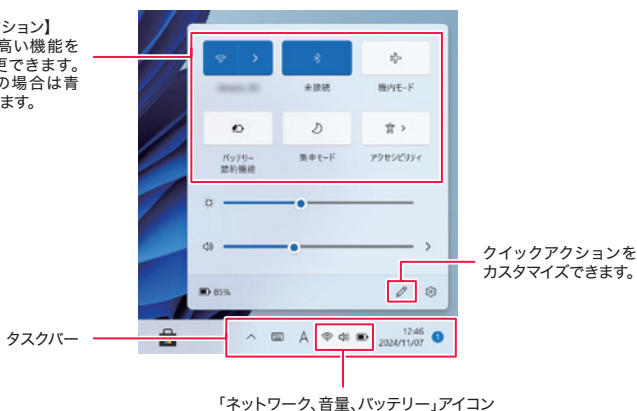 ション】
高い機能を
更できます。
の場合は青
ます。
未接続
機内モード
バッテリー
節約機能
集中モード
アクセシビリティ
85%
クイックアクションを
カスタマイズできます。
タスクバー
A
12:46
2024/11/07
1
「ネットワーク、音量、バッテリー」アイコン